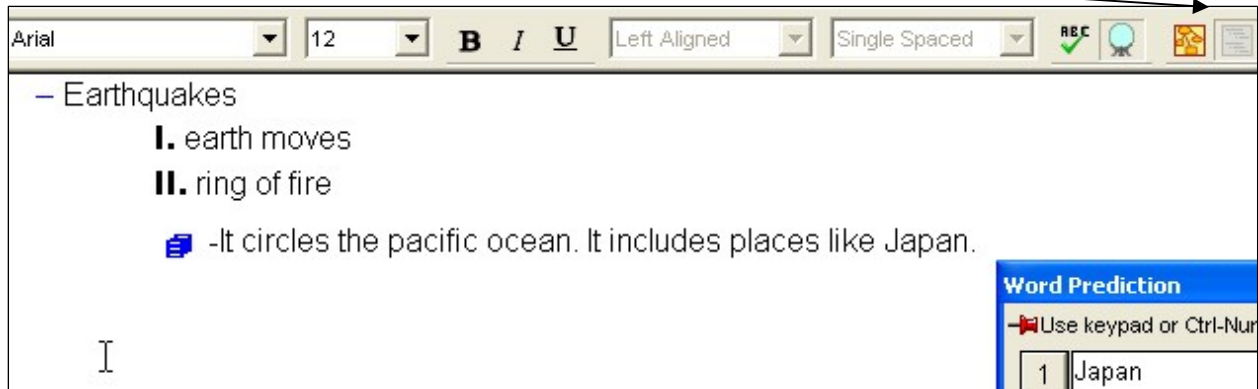 Arial 12 B I U Left Aligned Single Spaced ABC
– Earthquakes
I. earth moves
II. ring of fire
-It circles the pacific ocean. It includes places like Japan.
Word Prediction
Use keypad or Ctrl-Nur
1 Japan